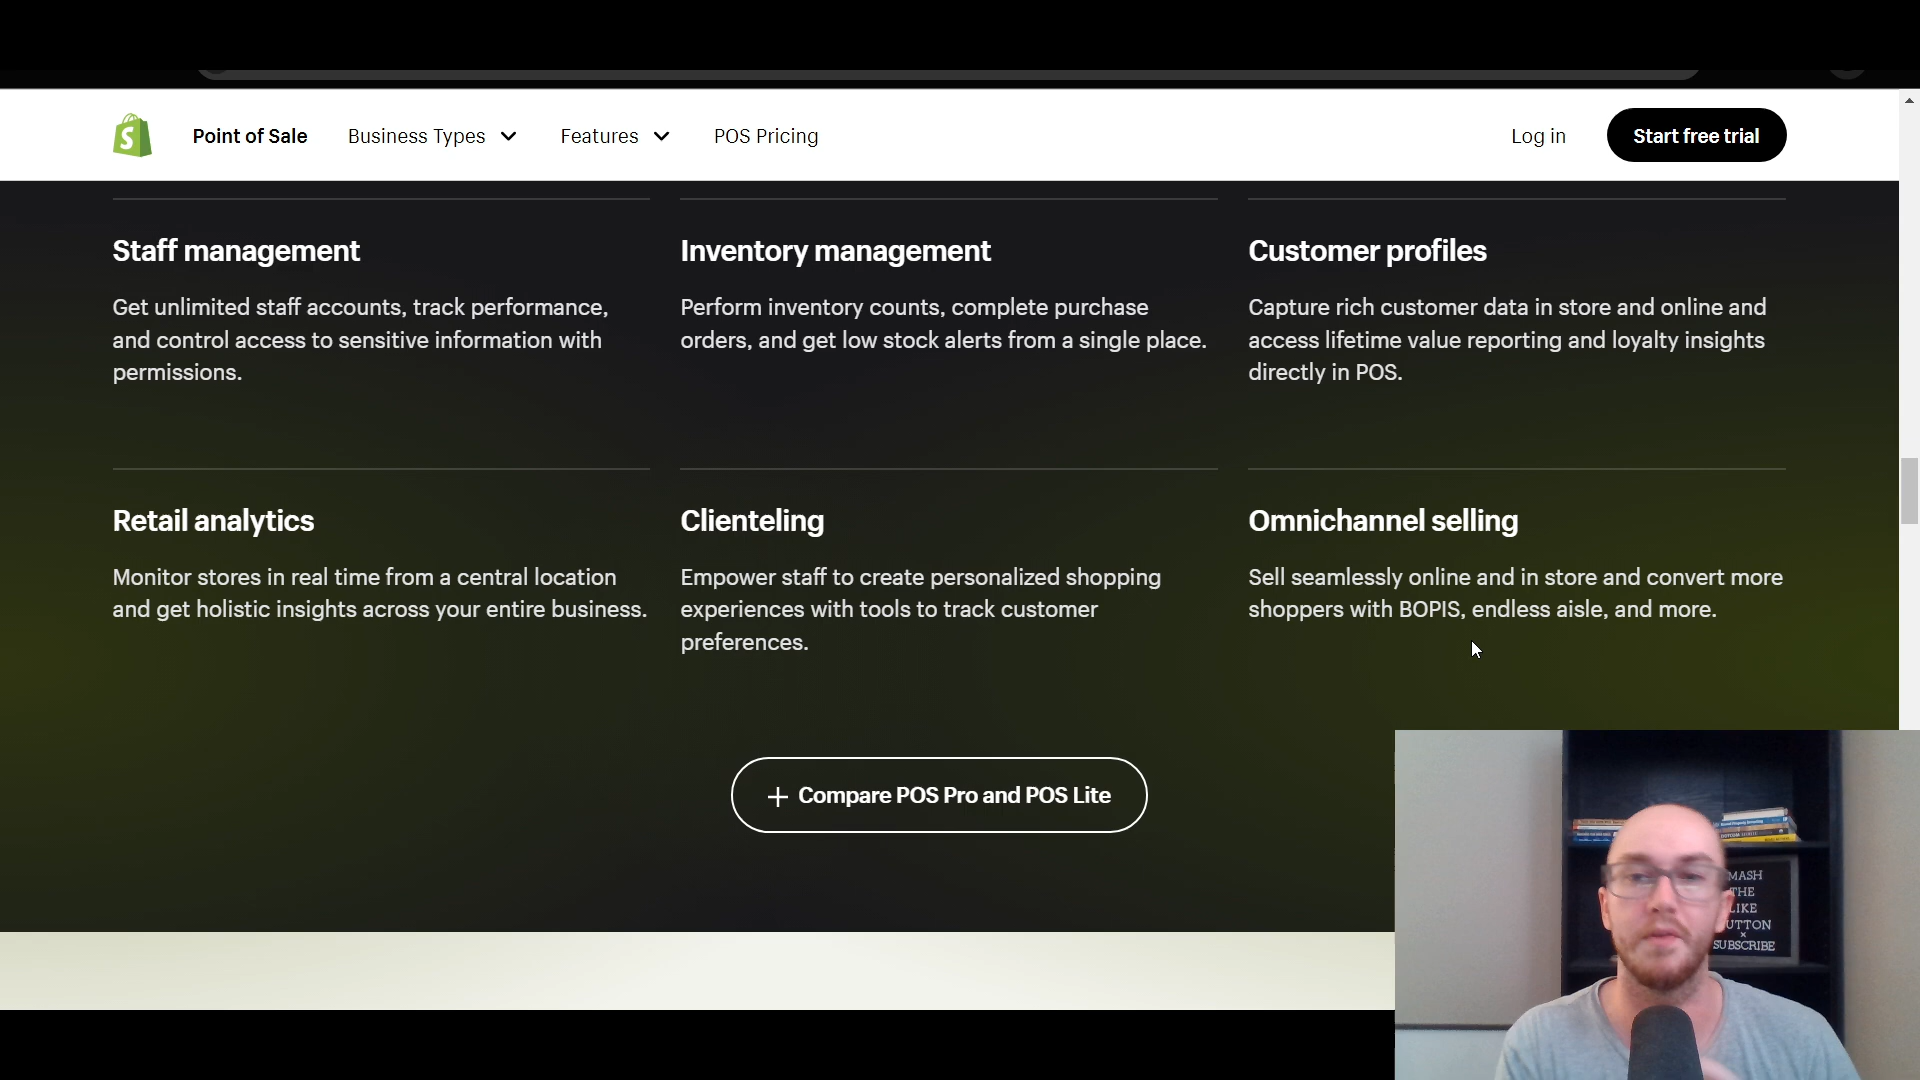 Point of Sale
Business Types
Features
POS Pricing
Log in
Start free trial
Staff management
Get unlimited staff accounts, track performance,
and control access to sensitive information with
permissions.
Inventory management
Perform inventory counts, complete purchase
orders, and get low stock alerts from a single place.
Customer profiles
Capture rich customer data in store and online and
access lifetime value reporting and loyalty insights
directly in POS.
Retail analytics
Monitor stores in real time from a central location
and get holistic insights across your entire business.
Clienteling
Empower staff to create personalized shopping
experiences with tools to track customer
preferences.
Omnichannel selling
Sell seamlessly online and in store and convert more
shoppers with BOPIS, endless aisle, and more.
+ Compare POS Pro and POS Lite
MASH
THE
LIKE
UTTON
×
SUBSCRIBE